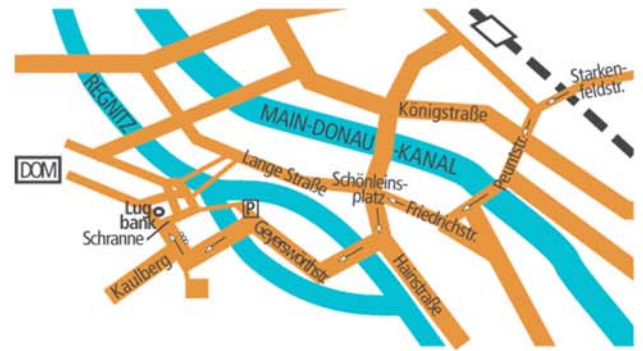 Starken-
feldstr.
REGNITZ
Königstraße
MAIN-DONAU-KANAL
Peuntstr.
Lange Straße
DOM
Schönleins-
platz
Friedrichstr.
Lug
bank
P
Schranne
Geyerswörthstr.
Hainstraße
Kaulberg